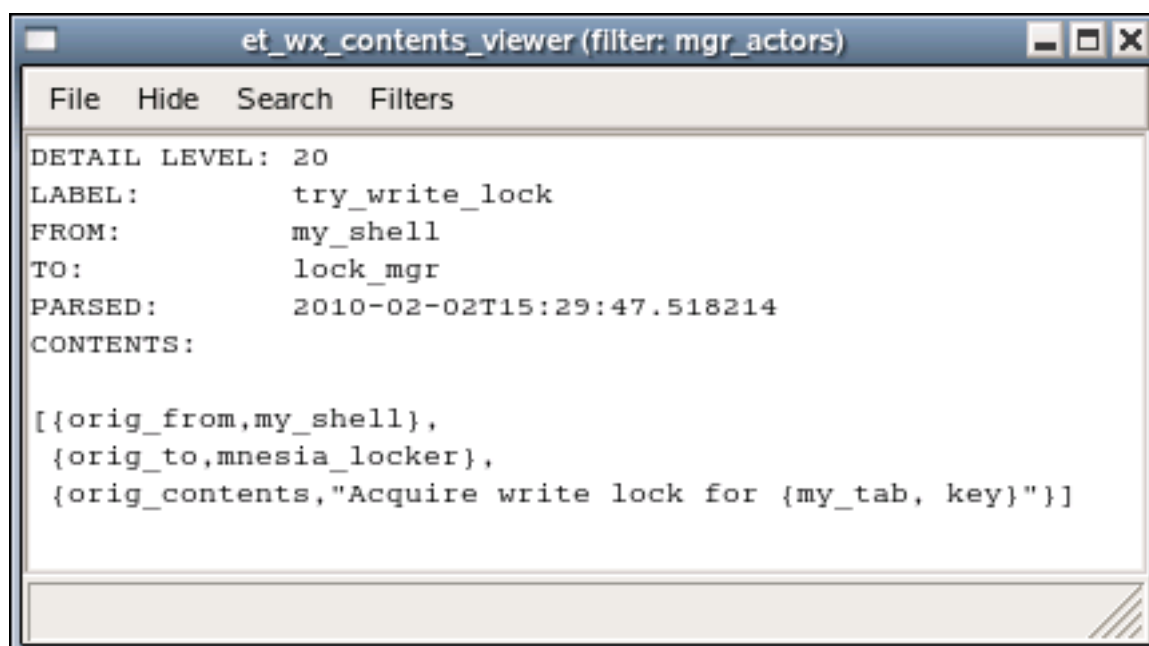 et_wx_contents_viewer (filter: mgr_actors)
File Hide Search Filters
DETAIL LEVEL: 20
LABEL: try_write_lock
FROM: my_shell
TO: lock_mgr
PARSED: 2010-02-02T15:29:47.518214
CONTENTS:
[{orig_from,my_shell},
{orig_to,mnesia_locker},
{orig_contents,"Acquire write lock for {my_tab, key}"}]